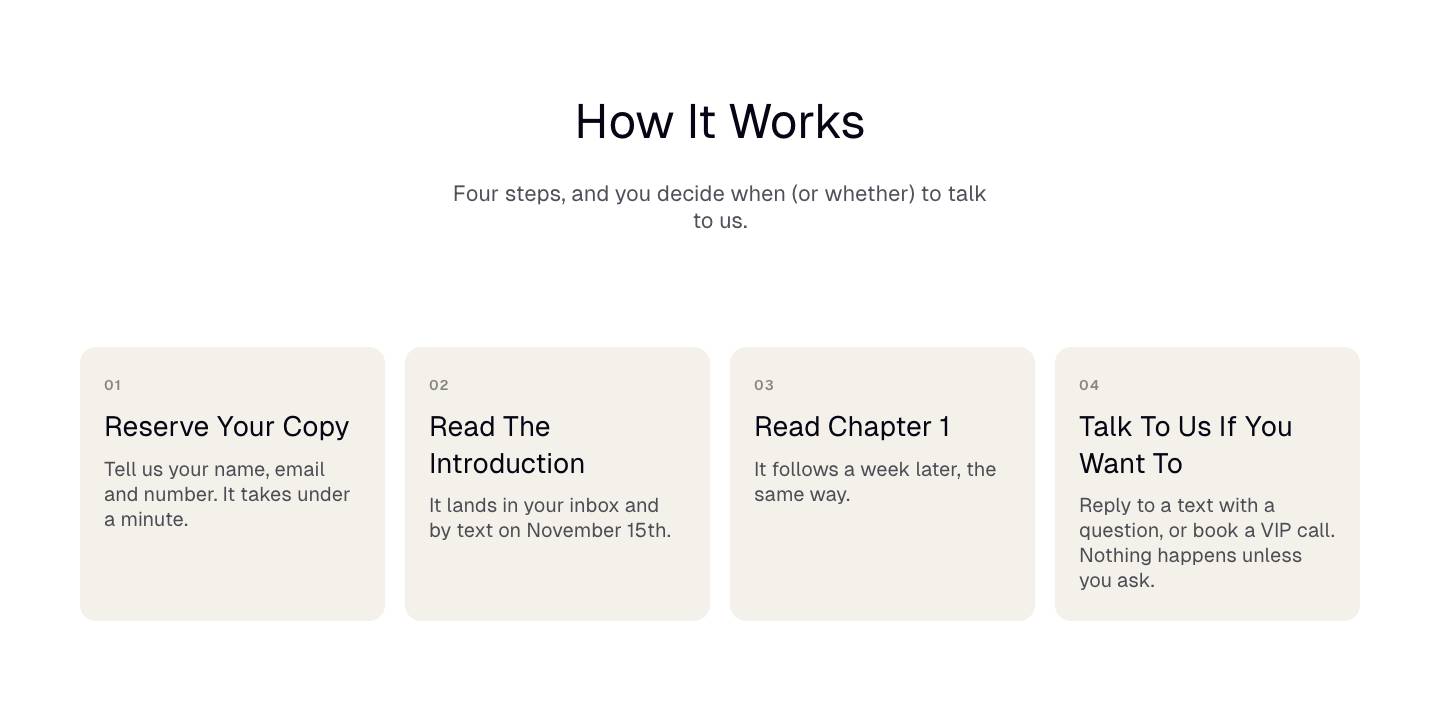 How It Works
Four steps, and you decide when (or whether) to talk
to us.
01
Reserve Your Copy
Tell us your name, email
and number. It takes under
a minute.
02
Read The
Introduction
It lands in your inbox and
by text on November 15th.
03
Read Chapter 1
It follows a week later, the
same way.
04
Talk To Us If You
Want To
Reply to a text with a
question, or book a VIP call.
Nothing happens unless
you ask.